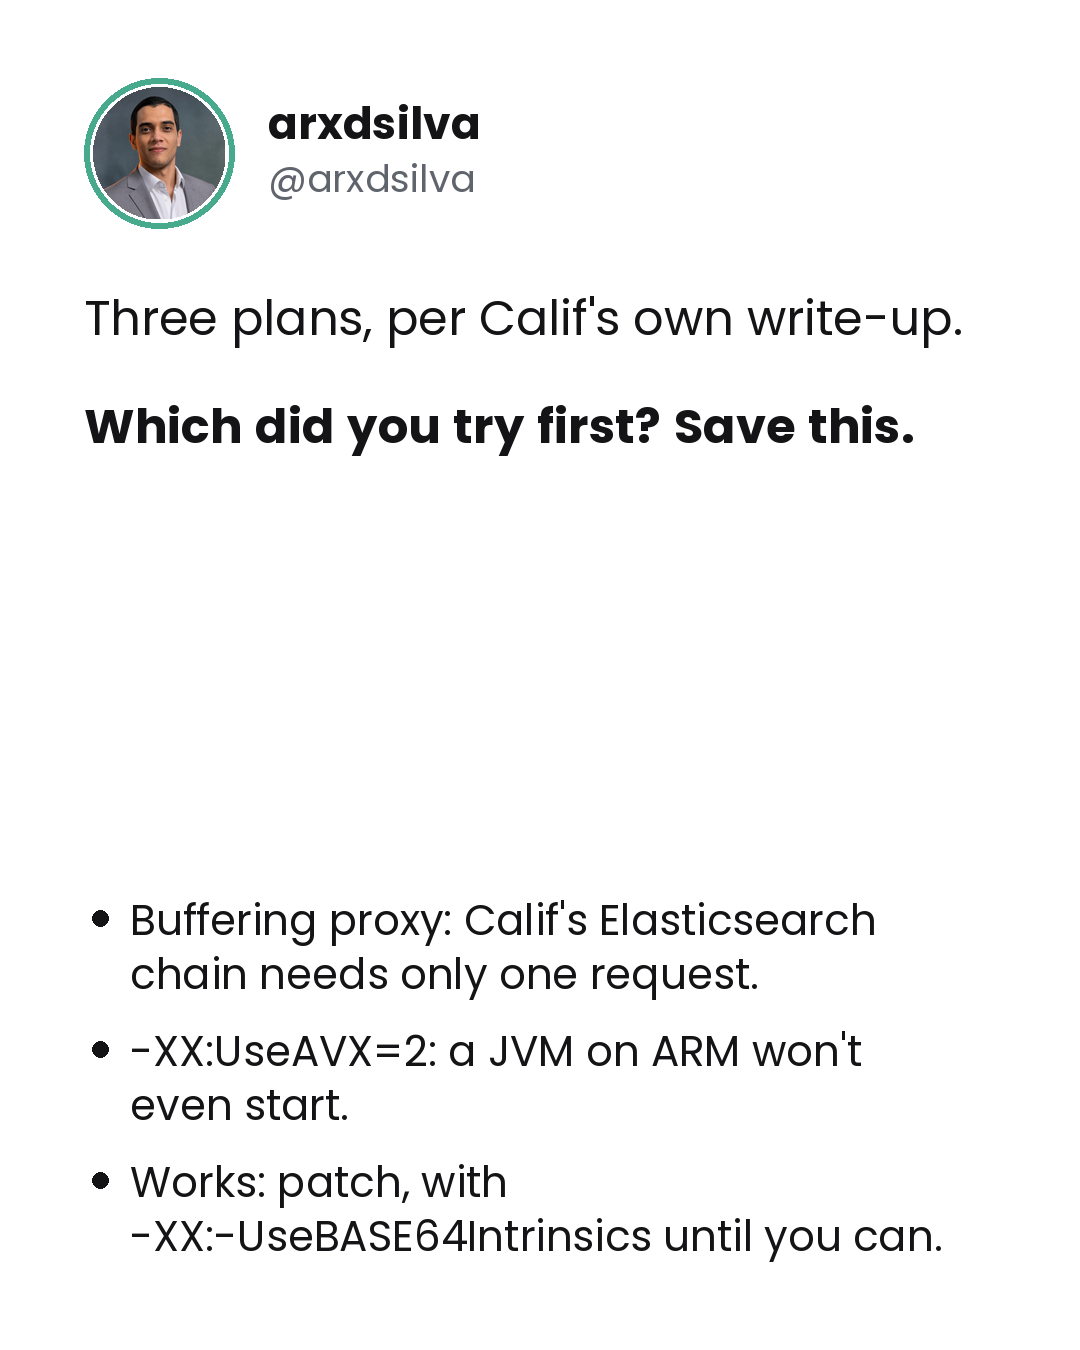 arxdsilva
@arxdsilva
Three plans, per Calif's own write-up.
Which did you try first? Save this.
• Buffering proxy: Calif's Elasticsearch
chain needs only one request.
• -XX:UseAVX=2: a JVM on ARM won't
even start.
• Works: patch, with
-XX:-UseBASE64Intrinsics until you can.